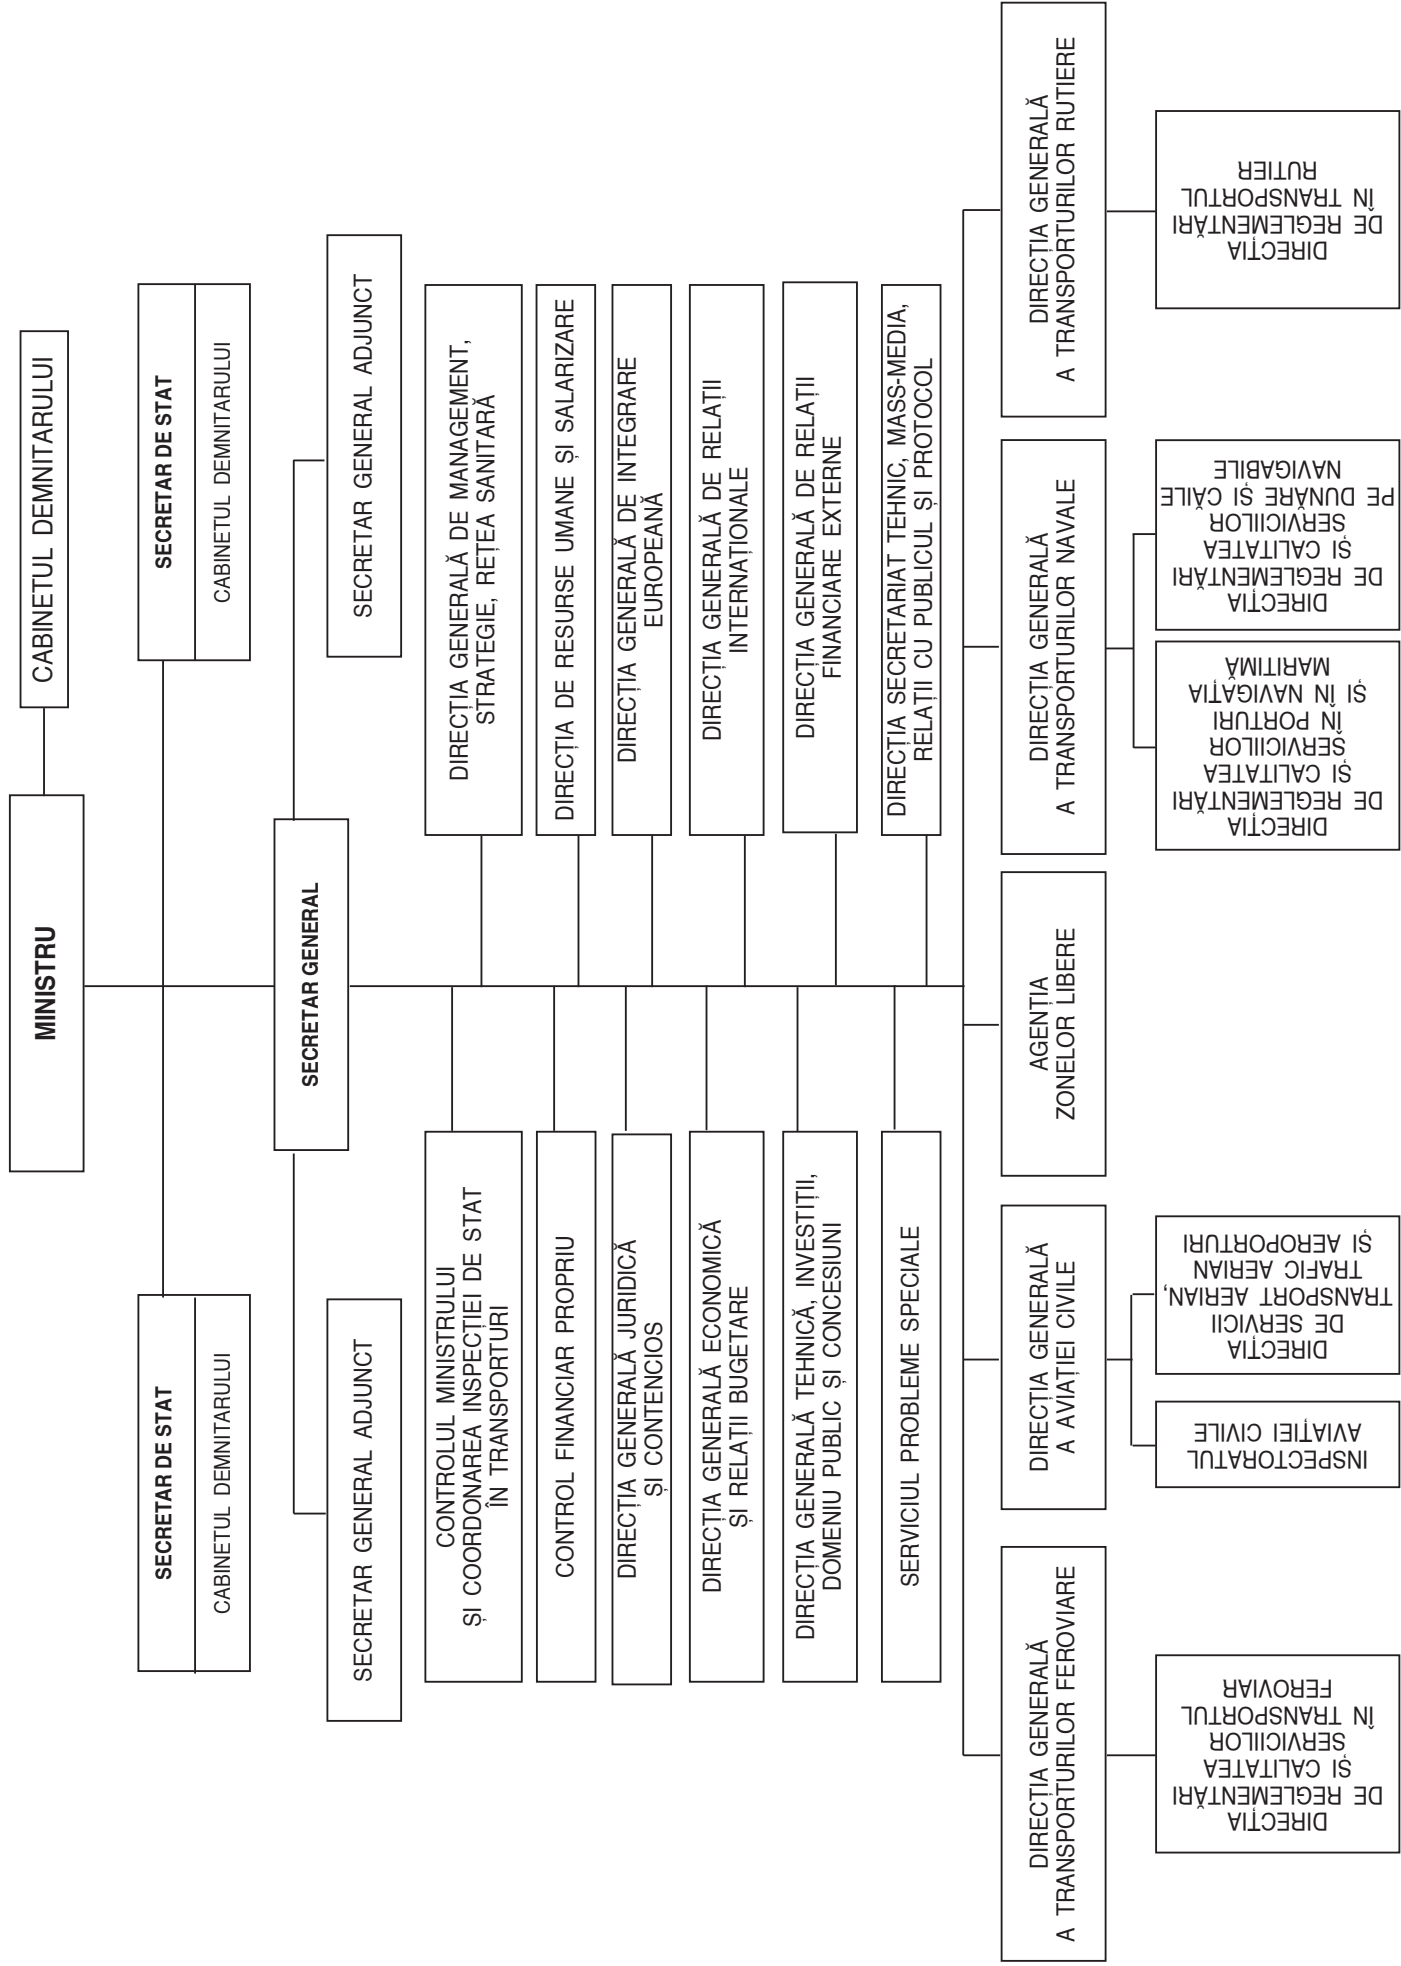 MINISTRU
CABINETUL DEMNITARULUI
SECRETAR DE STAT
CABINETUL DEMNITARULUI
SECRETAR DE STAT
CABINETUL DEMNITARULUI
SECRETAR GENERAL
SECRETAR GENERAL ADJUNCT
SECRETAR GENERAL ADJUNCT
CONTROLUL MINISTRULUI
ȘI COORDONAREA INSPECȚIEI DE STAT
ÎN TRANSPORTURI
DIRECȚIA GENERALĂ DE MANAGEMENT,
STRATEGIE, REȚEA SANITARĂ
CONTROL FINANCIAR PROPRIU
DIRECȚIA DE RESURSE UMANE ȘI SALARIZARE
DIRECȚIA GENERALĂ JURIDICĂ
ȘI CONTENCIOS
DIRECȚIA GENERALĂ DE INTEGRARE
EUROPEANĂ
DIRECȚIA GENERALĂ ECONOMICĂ
ȘI RELAȚII BUGETARE
DIRECȚIA GENERALĂ DE RELAȚII
INTERNAȚIONALE
DIRECȚIA GENERALĂ TEHNICĂ, INVESTIȚII,
DOMENIU PUBLIC ȘI CONCESIUNI
DIRECȚIA GENERALĂ DE RELAȚII
FINANCIARE EXTERNE
SERVICIUL PROBLEME SPECIALE
DIRECȚIA SECRETARIAT TEHNIC, MASS-MEDIA,
RELAȚII CU PUBLICUL ȘI PROTOCOL
DIRECȚIA GENERALĂ
A TRANSPORTURILOR FEROVIARE
DIRECȚIA GENERALĂ
A AVIAȚIEI CIVILE
AGENȚIA
ZONELOR LIBERE
DIRECȚIA GENERALĂ
A TRANSPORTURILOR NAVALE
DIRECȚIA GENERALĂ
A TRANSPORTURILOR RUTIERE
DIRECȚIA
DE REGLEMENTĂRI
ȘI CALITATEA
SERVICIILOR
ÎN TRANSPORTUL
FEROVIAR
INSPECTORATUL
AVIAȚIEI CIVILE
DIRECȚIA
DE SERVICII
TRANSPORT AERIAN,
TRAFIC AERIAN
ȘI AEROPORTURI
DIRECȚIA
DE REGLEMENTĂRI
ȘI CALITATEA
SERVICIILOR
ÎN PORTURI
ȘI ÎN NAVIGAȚIA
MARITIMĂ
DIRECȚIA
DE REGLEMENTĂRI
ȘI CALITATEA
SERVICIILOR
PE DUNĂRE ȘI CĂILE
NAVIGABILE
DIRECȚIA
DE REGLEMENTĂRI
ÎN TRANSPORTUL
RUTIER